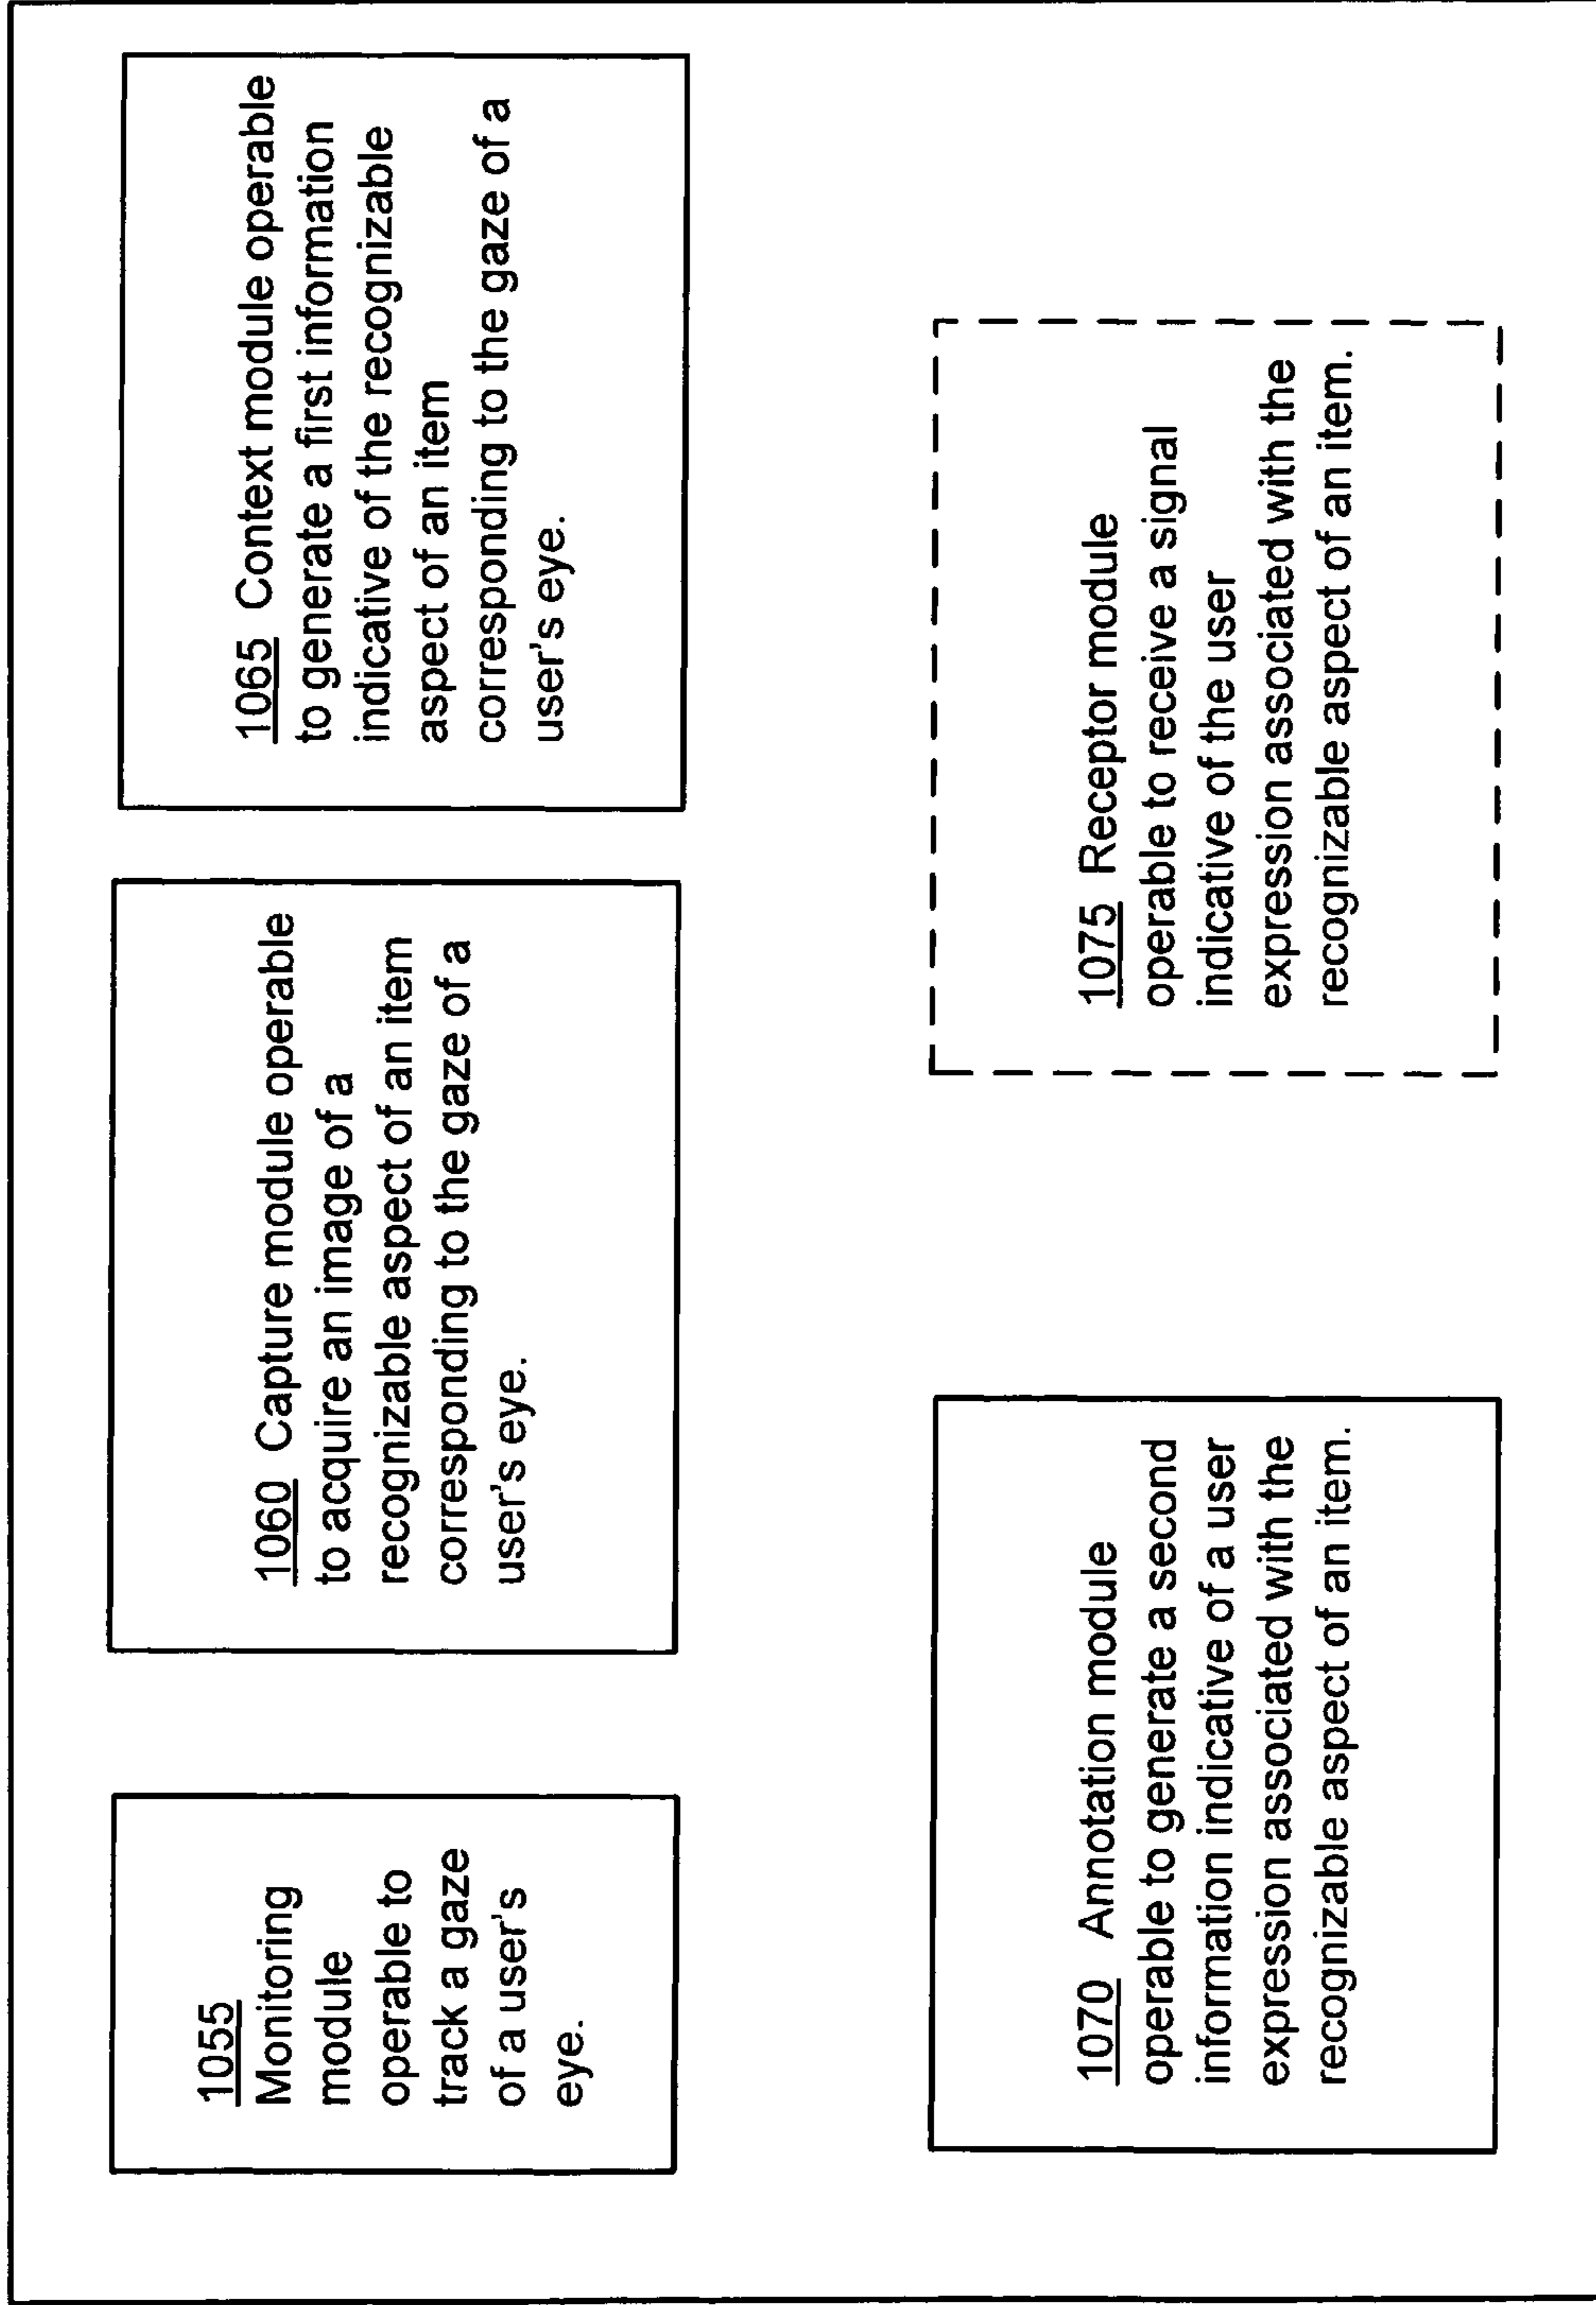 1055
Monitoring
module
operable to
track a gaze
of a user's
eye.
1060 Capture module operable
to acquire an image of a
recognizable aspect of an item
corresponding to the gaze of a
user's eye.
1065 Context module operable
to generate a first information
indicative of the recognizable
aspect of an item
corresponding to the gaze of a
user's eye.
1070 Annotation module
operable to generate a second
information indicative of a user
expression associated with the
recognizable aspect of an item.
1075 Receptor module
operable to receive a signal
indicative of the user
expression associated with the
recognizable aspect of an item.